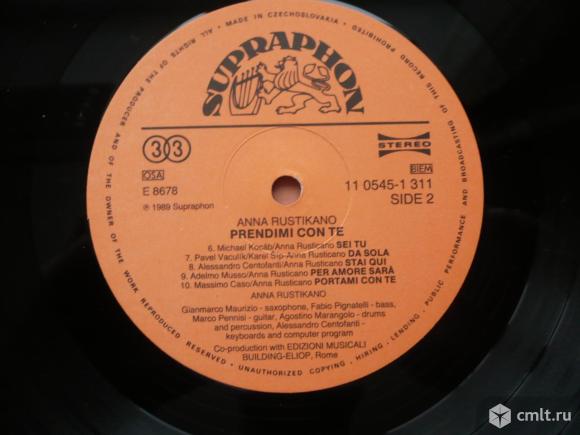 MADE IN CZECHOSLOVAKIA • ALL RIGHTS OF THE PRODUCER AND OF THE OWNER OF THE WORK REPRODUCED RESERVED • UNAUTHORIZED COPYING • HIRING • LENDING • PUBLIC PERFORMANCE AND BROADCASTING OF THIS RECORD PROHIBITED
SUPRAPHON
33
STEREO
OSA
BIEM
E 8678
11 0545-1 311
℗ 1989 Supraphon
SIDE 2
ANNA RUSTIKANO
PRENDIMI CON TE
6. Michael Kocáb/Anna Rusticano SEI TU
7. Pavel Vaculík/Karel Šíp-Anna Rusticano DA SOLA
8. Alessandro Centofanti/Anna Rusticano STAI QUI
9. Adelmo Musso/Anna Rusticano PER AMORE SARÀ
10. Massimo Caso/Anna Rusticano PORTAMI CON TE
ANNA RUSTIKANO
Gianmarco Maurizio - saxophone, Fabio Pignatelli - bass,
Marco Pennisi - guitar, Agostino Marangolo - drums
and percussion, Alessandro Centofanti -
keyboards and computer program
Co-production with EDIZIONI MUSICALI
BUILDING-ELIOP, Rome
cmlt.ru